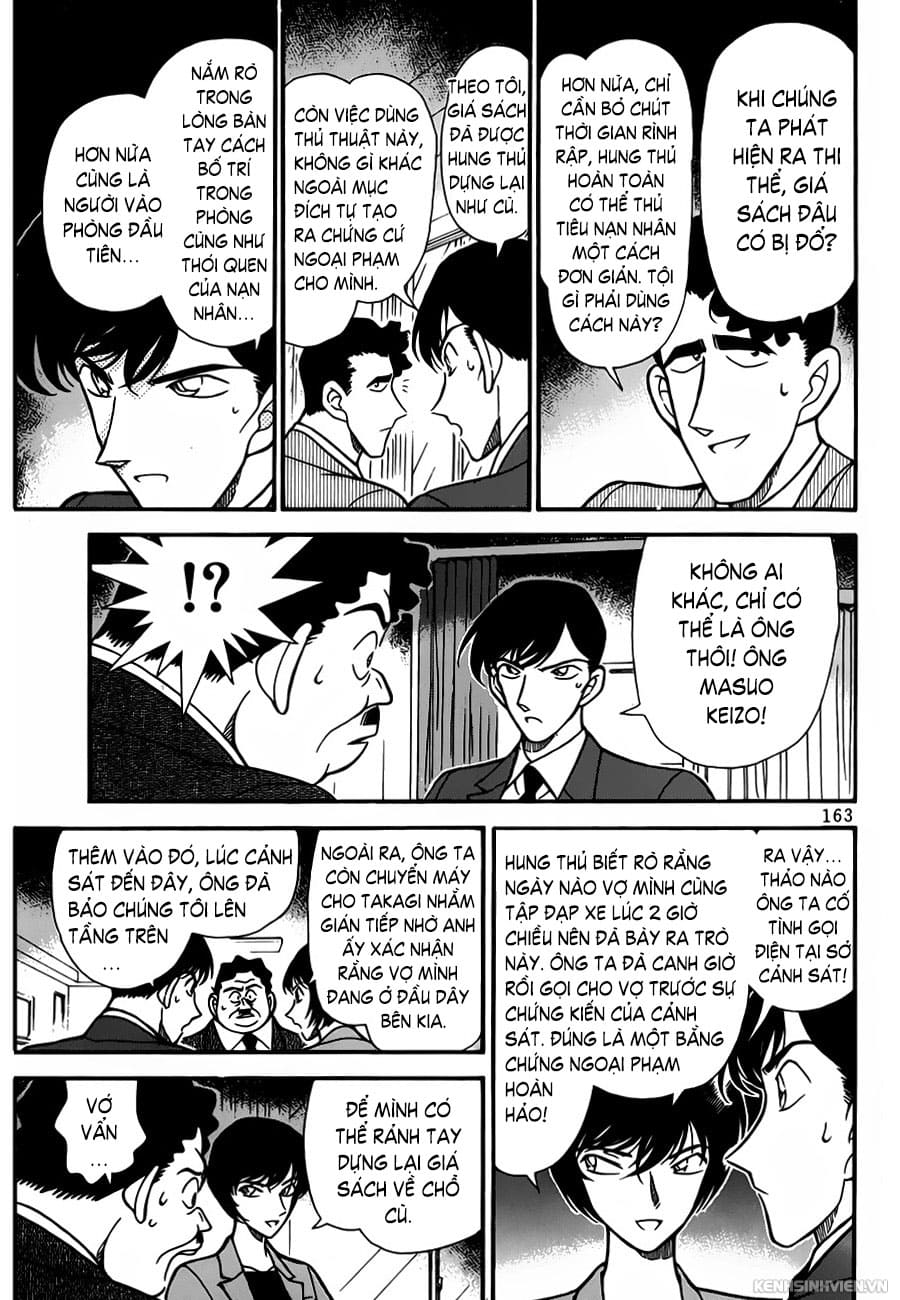 KHI CHÚNG
TA PHÁT
HIỆN RA THI
THỂ, GIÁ
SÁCH ĐÂU
CÓ BỊ ĐỔ?
HƠN NỮA, CHỈ
CẦN BỎ CHÚT
THỜI GIAN RÌNH
RẬP, HUNG THỦ
HOÀN TOÀN
CÓ THỂ THỦ
TIÊU NẠN NHÂN
MỘT CÁCH
ĐƠN GIẢN. TỘI
GÌ PHẢI DÙNG
CÁCH NÀY?
THEO TÔI,
GIÁ SÁCH
ĐÃ ĐƯỢC
HUNG THỦ
DỰNG LẠI
NHƯ CŨ.
CÒN VIỆC DÙNG
THỦ THUẬT NÀY,
KHÔNG GÌ KHÁC
NGOÀI MỤC
ĐÍCH TỰ TẠO
RA CHỨNG CỨ
NGOẠI PHẠM
CHO MÌNH.
NẮM RÕ
TRONG
LÒNG BÀN
TAY CÁCH
BỐ TRÍ
TRONG
PHÒNG
CŨNG NHƯ
THÓI QUEN
CỦA NẠN
NHÂN...
HƠN NỮA
CŨNG LÀ
NGƯỜI VÀO
PHÒNG ĐẦU
TIÊN...
KHÔNG AI
KHÁC, CHỈ CÓ
THỂ LÀ ÔNG
THÔI! ÔNG
MASUO
KEIZO!
!?
163
RA VẬY...
THẢO NÀO
ÔNG TA CỐ
TÌNH GỌI
ĐIỆN TẠI SỞ
CẢNH SÁT!
HUNG THỦ BIẾT RÕ RẰNG
NGÀY NÀO VỢ MÌNH CŨNG
TẬP ĐẠP XE LÚC 2 GIỜ
CHIỀU NÊN ĐÃ BÀY RA TRÒ
NÀY. ÔNG TA ĐÃ CANH GIỜ
RỒI GỌI CHO VỢ TRƯỚC SỰ
CHỨNG KIẾN CỦA CẢNH
SÁT. ĐÚNG LÀ MỘT BẰNG
CHỨNG NGOẠI PHẠM
HOÀN
HẢO!
NGOÀI RA, ÔNG TA
CÒN CHUYỂN MÁY
CHO TAKAGI NHẰM
GIÁN TIẾP NHỜ ANH
ẤY XÁC NHẬN
RẰNG VỢ MÌNH
ĐANG Ở ĐẦU DÂY
BÊN KIA.
THÊM VÀO ĐÓ, LÚC CẢNH
SÁT ĐẾN ĐÂY, ÔNG ĐÃ
BẢO CHÚNG TÔI LÊN
TẦNG TRÊN
...
ĐỂ MÌNH CÓ
THỂ RẢNH TAY
DỰNG LẠI GIÁ
SÁCH VỀ CHỖ
CŨ.
VỚ
VẨN
...
KENHSINHVIEN.VN